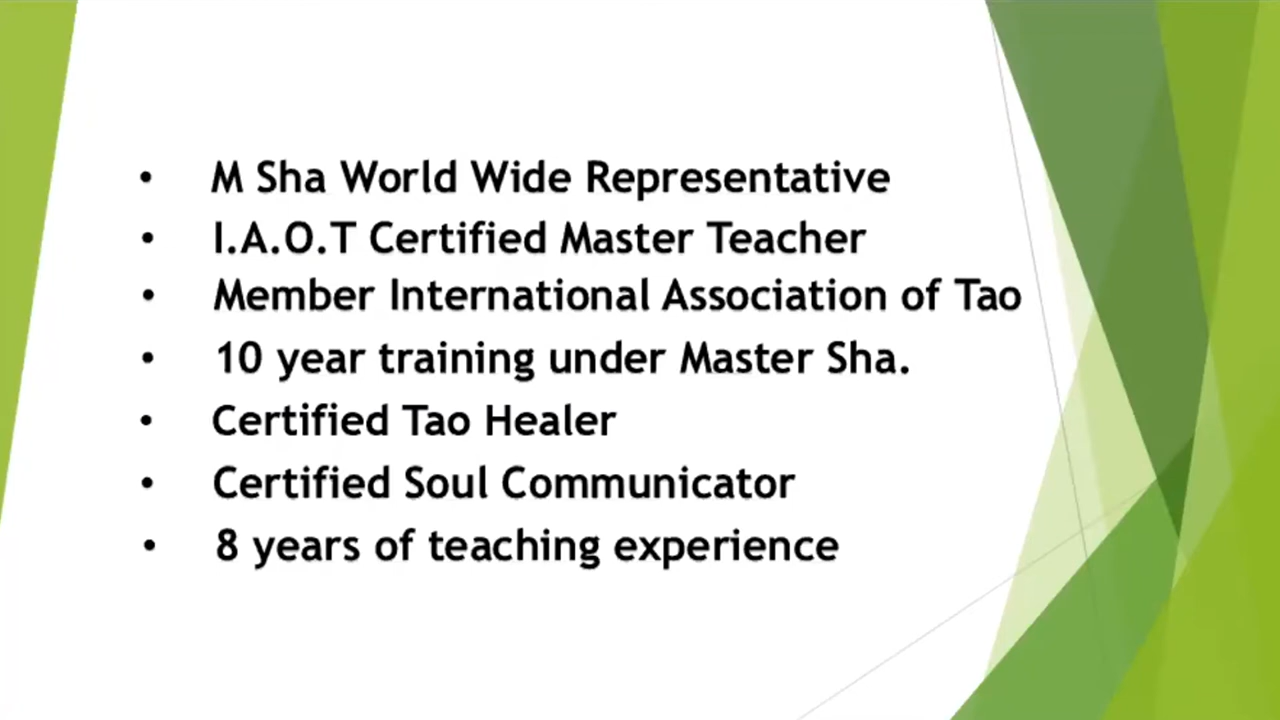 • M Sha World Wide Representative
• I.A.O.T Certified Master Teacher
• Member International Association of Tao
• 10 year training under Master Sha.
• Certified Tao Healer
• Certified Soul Communicator
• 8 years of teaching experience